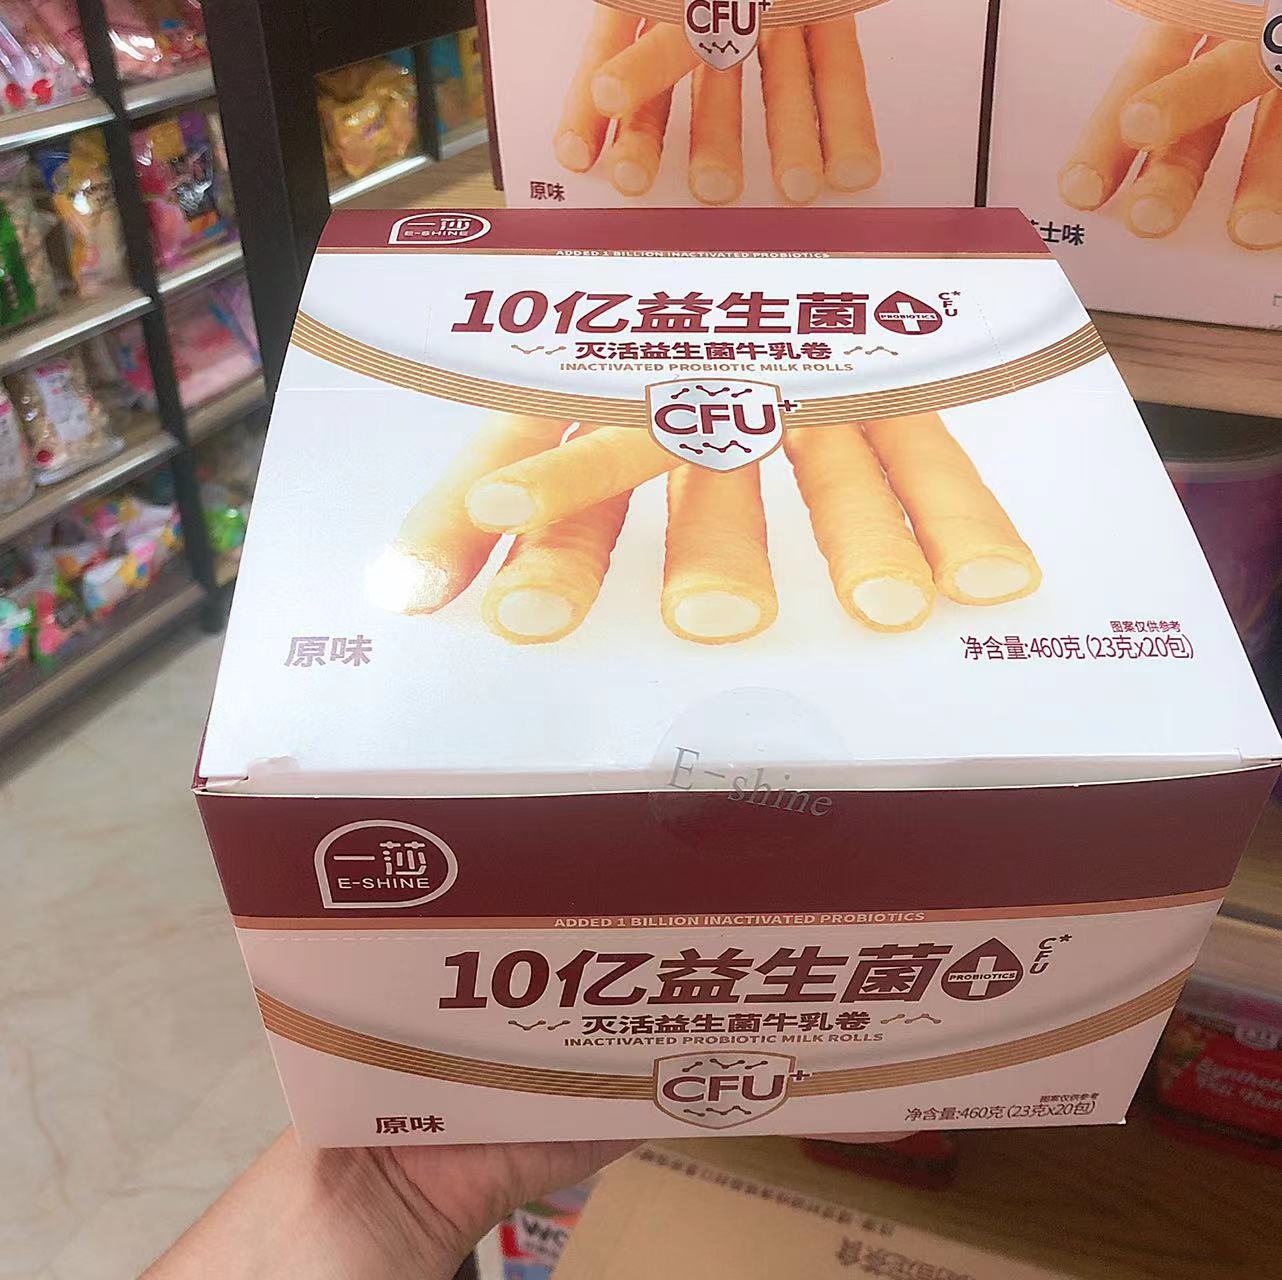 CFU+
原味
士味
一莎
E-SHINE
ADDED 1 BILLION INACTIVATED PROBIOTICS
10亿益生菌
PROBIOTICS
CFU*
灭活益生菌牛乳卷
INACTIVATED PROBIOTIC MILK ROLLS
CFU+
原味
图案仅供参考
净含量:460克(23克x20包)
E-shine
一莎
E-SHINE
ADDED 1 BILLION INACTIVATED PROBIOTICS
10亿益生菌
PROBIOTICS
CFU*
灭活益生菌牛乳卷
INACTIVATED PROBIOTIC MILK ROLLS
CFU+
原味
图案仅供参考
净含量:460克(23克x20包)